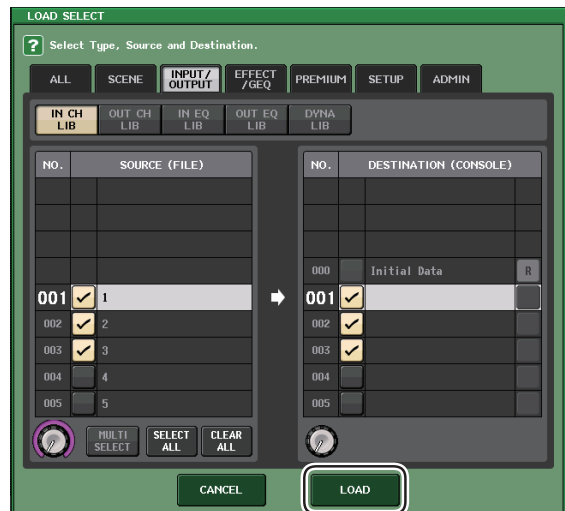 LOAD SELECT
? Select Type, Source and Destination.
ALL SCENE INPUT/OUTPUT EFFECT/GEQ PREMIUM SETUP ADMIN
IN CH LIB OUT CH LIB IN EQ LIB OUT EQ LIB DYNA LIB
NO. SOURCE (FILE) NO. DESTINATION (CONSOLE)
000 Initial Data R
001 1 001
002 2 002
003 3 003
004 4 004
005 5 005
MULTI SELECT SELECT ALL CLEAR ALL
CANCEL LOAD